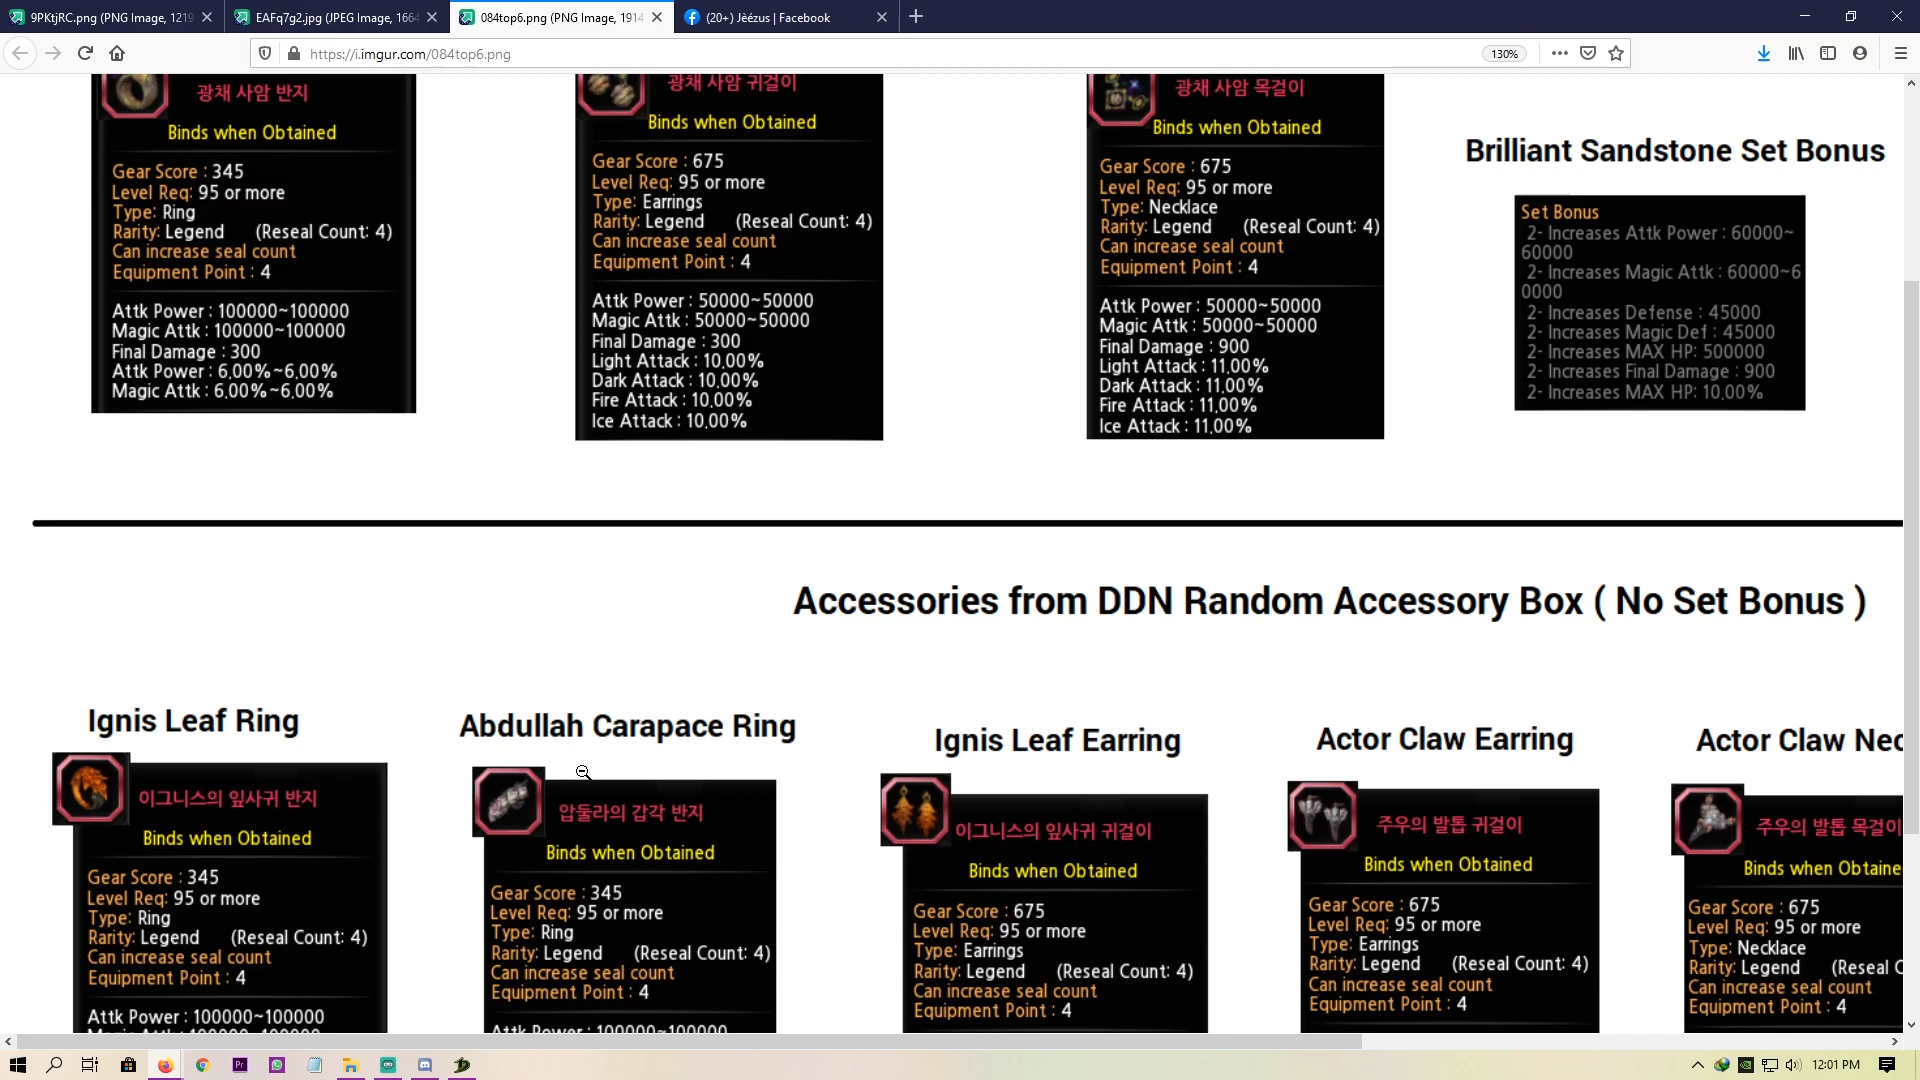 9PKtjRC.png (PNG Image, 1219
EAFq7g2.jpg (JPEG Image, 1664
084top6.png (PNG Image, 1914
(20+) Jèézus | Facebook
https://i.imgur.com/084top6.png
130%
광채 사암 반지
Binds when Obtained
Gear Score : 345
Level Req: 95 or more
Type: Ring
Rarity: Legend (Reseal Count: 4)
Can increase seal count
Equipment Point : 4
Attk Power : 100000~100000
Magic Attk : 100000~100000
Final Damage : 300
Attk Power : 6.00%~6.00%
Magic Attk : 6.00%~6.00%
광채 사암 귀걸이
Binds when Obtained
Gear Score : 675
Level Req: 95 or more
Type: Earrings
Rarity: Legend (Reseal Count: 4)
Can increase seal count
Equipment Point : 4
Attk Power : 50000~50000
Magic Attk : 50000~50000
Final Damage : 300
Light Attack : 10.00%
Dark Attack : 10.00%
Fire Attack : 10.00%
Ice Attack : 10.00%
광채 사암 목걸이
Binds when Obtained
Gear Score : 675
Level Req: 95 or more
Type: Necklace
Rarity: Legend (Reseal Count: 4)
Can increase seal count
Equipment Point : 4
Attk Power : 50000~50000
Magic Attk : 50000~50000
Final Damage : 900
Light Attack : 11.00%
Dark Attack : 11.00%
Fire Attack : 11.00%
Ice Attack : 11.00%
Brilliant Sandstone Set Bonus
Set Bonus
2- Increases Attk Power : 60000~
60000
2- Increases Magic Attk : 60000~6
0000
2- Increases Defense : 45000
2- Increases Magic Def : 45000
2- Increases MAX HP: 500000
2- Increases Final Damage : 900
2- Increases MAX HP: 10.00%
Accessories from DDN Random Accessory Box ( No Set Bonus )
Ignis Leaf Ring
이그니스의 잎사귀 반지
Binds when Obtained
Gear Score : 345
Level Req: 95 or more
Type: Ring
Rarity: Legend (Reseal Count: 4)
Can increase seal count
Equipment Point : 4
Attk Power : 100000~100000
Abdullah Carapace Ring
압둘라의 갑각 반지
Binds when Obtained
Gear Score : 345
Level Req: 95 or more
Type: Ring
Rarity: Legend (Reseal Count: 4)
Can increase seal count
Equipment Point : 4
Attk Power : 100000~100000
Ignis Leaf Earring
이그니스의 잎사귀 귀걸이
Binds when Obtained
Gear Score : 675
Level Req: 95 or more
Type: Earrings
Rarity: Legend (Reseal Count: 4)
Can increase seal count
Equipment Point : 4
Actor Claw Earring
주우의 발톱 귀걸이
Binds when Obtained
Gear Score : 675
Level Req: 95 or more
Type: Earrings
Rarity: Legend (Reseal Count: 4)
Can increase seal count
Equipment Point : 4
Actor Claw Nec
주우의 발톱 목걸이
Binds when Obtaine
Gear Score : 675
Level Req: 95 or more
Type: Necklace
Rarity: Legend (Reseal C
Can increase seal count
Equipment Point : 4
12:01 PM